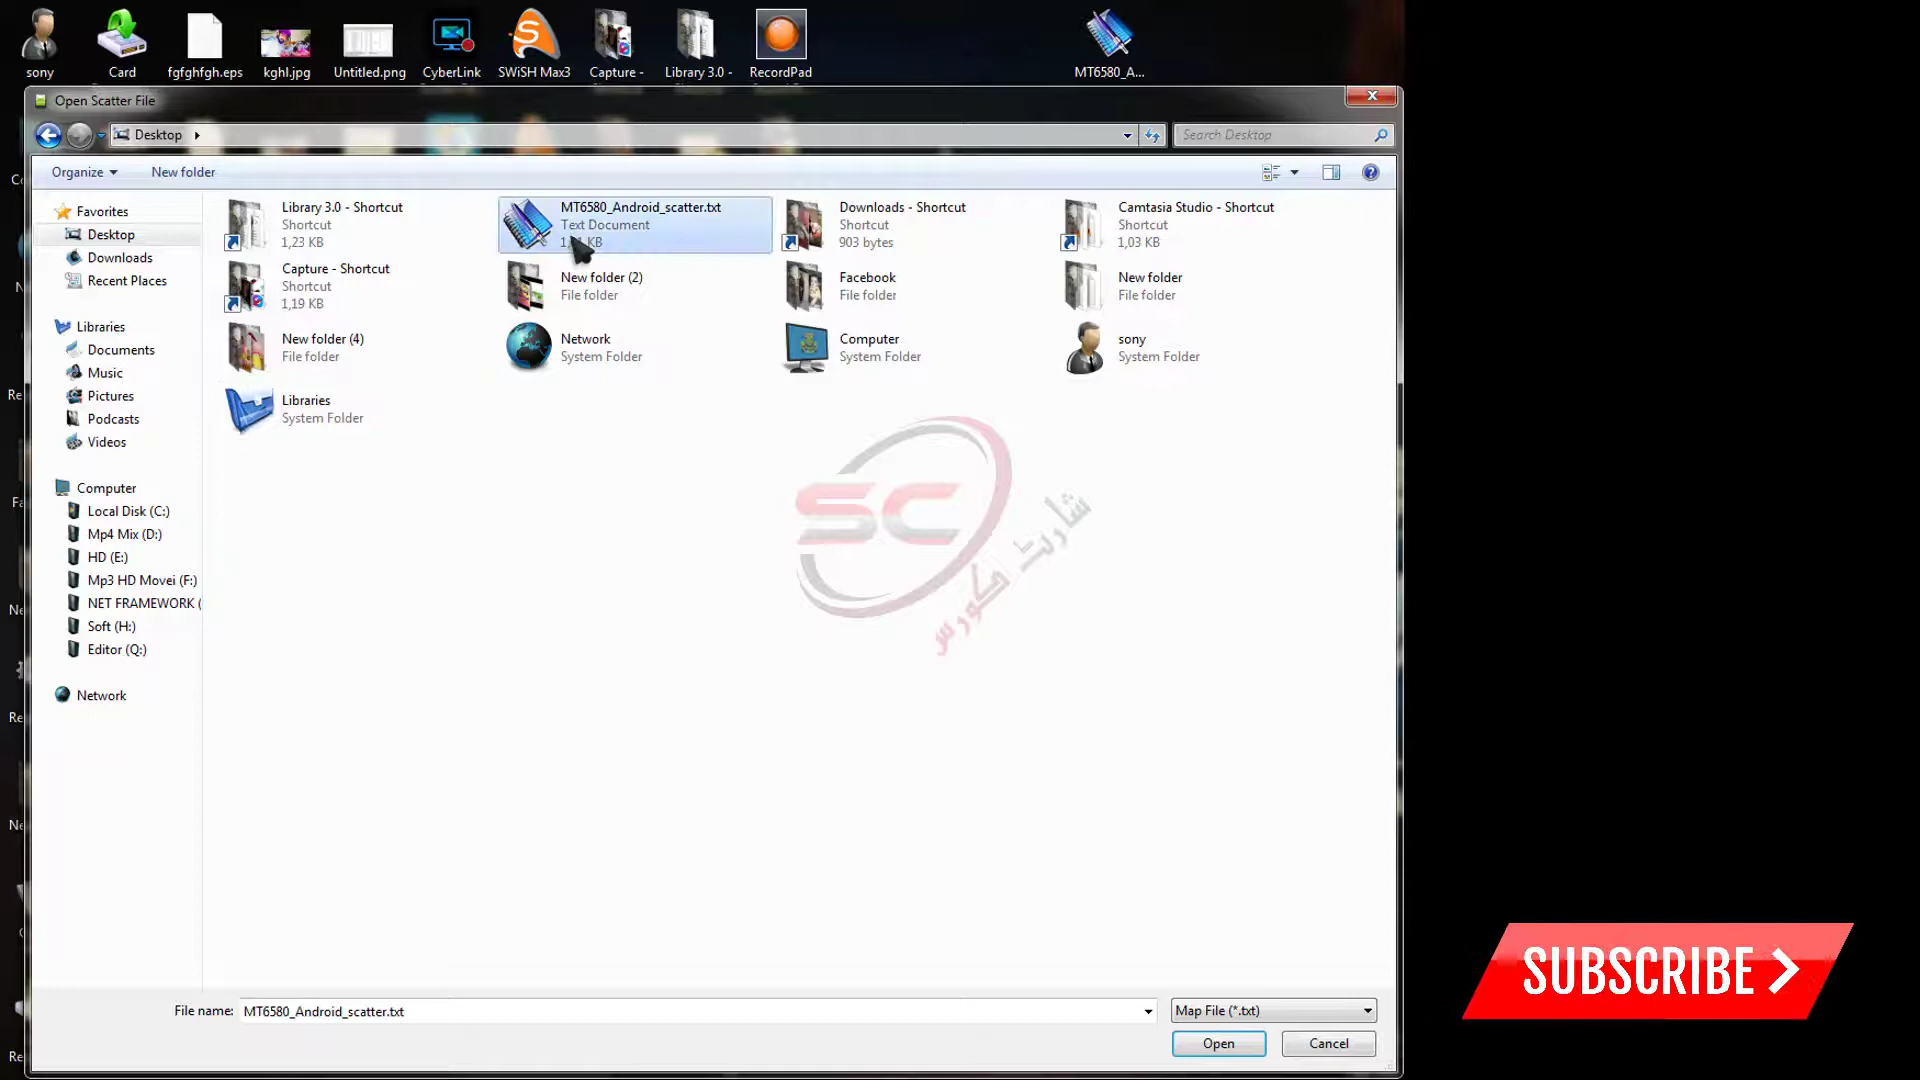 sony
Card
fgfghfgh.eps
kghl.jpg
Untitled.png
CyberLink
SWiSH Max3
Capture -
Library 3.0 -
RecordPad
MT6580_A...
Open Scatter File
Desktop
Search Desktop
Organize
New folder
Favorites
Desktop
Downloads
Recent Places
Libraries
Documents
Music
Pictures
Podcasts
Videos
Computer
Local Disk (C:)
Mp4 Mix (D:)
HD (E:)
Mp3 HD Movei (F:)
NET FRAMEWORK (
Soft (H:)
Editor (Q:)
Network
Library 3.0 - Shortcut
Shortcut
1,23 KB
MT6580_Android_scatter.txt
Text Document
KB
Downloads - Shortcut
Shortcut
903 bytes
Camtasia Studio - Shortcut
Shortcut
1,03 KB
Capture - Shortcut
Shortcut
1,19 KB
New folder (2)
File folder
Facebook
File folder
New folder
File folder
New folder (4)
File folder
Network
System Folder
Computer
System Folder
sony
System Folder
Libraries
System Folder
SC
شارٹ کورس
File name:
MT6580_Android_scatter.txt
Map File (*.txt)
Open
Cancel
SUBSCRIBE